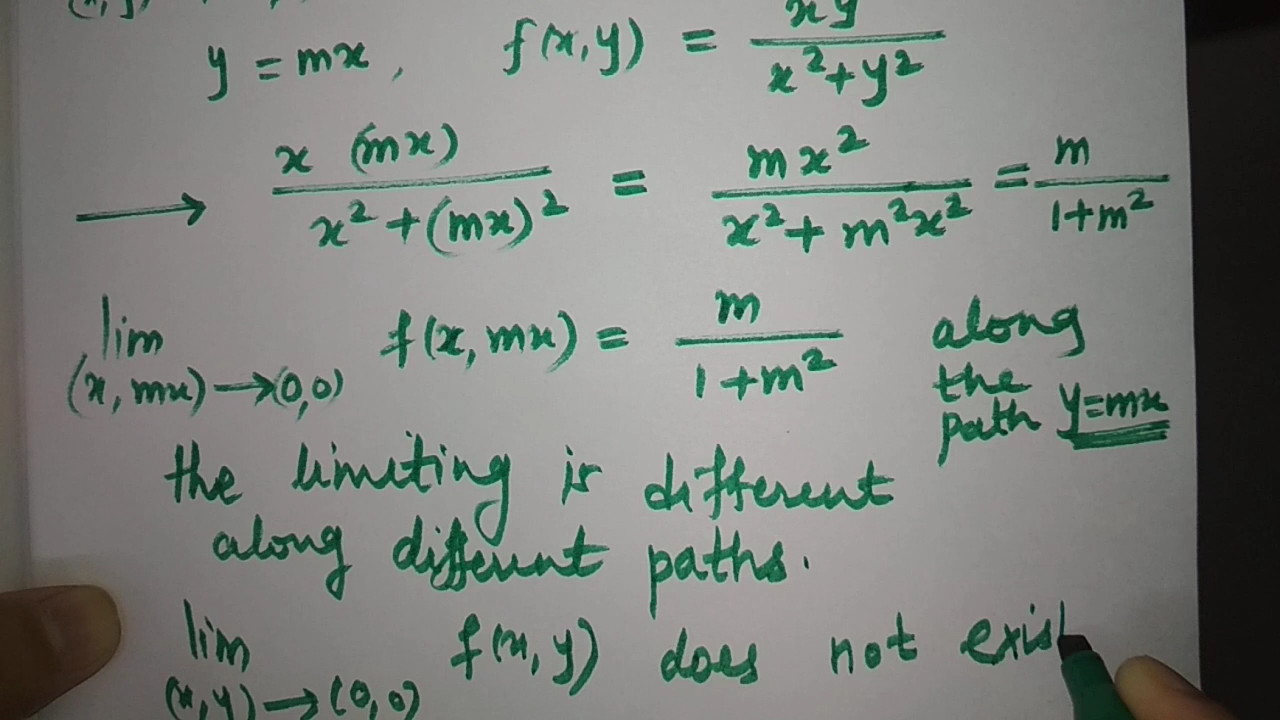 y = mx, f(x,y) = xy / x²+y²
→ x (mx) / x²+(mx)² = mx² / x²+m²x² = m / 1+m²
lim (x, mx)→(0,0) f(x, mx) = m / 1+m² along the path y=mx
the limiting is different
along different paths.
lim (x,y)→(0,0) f(x,y) does not exis